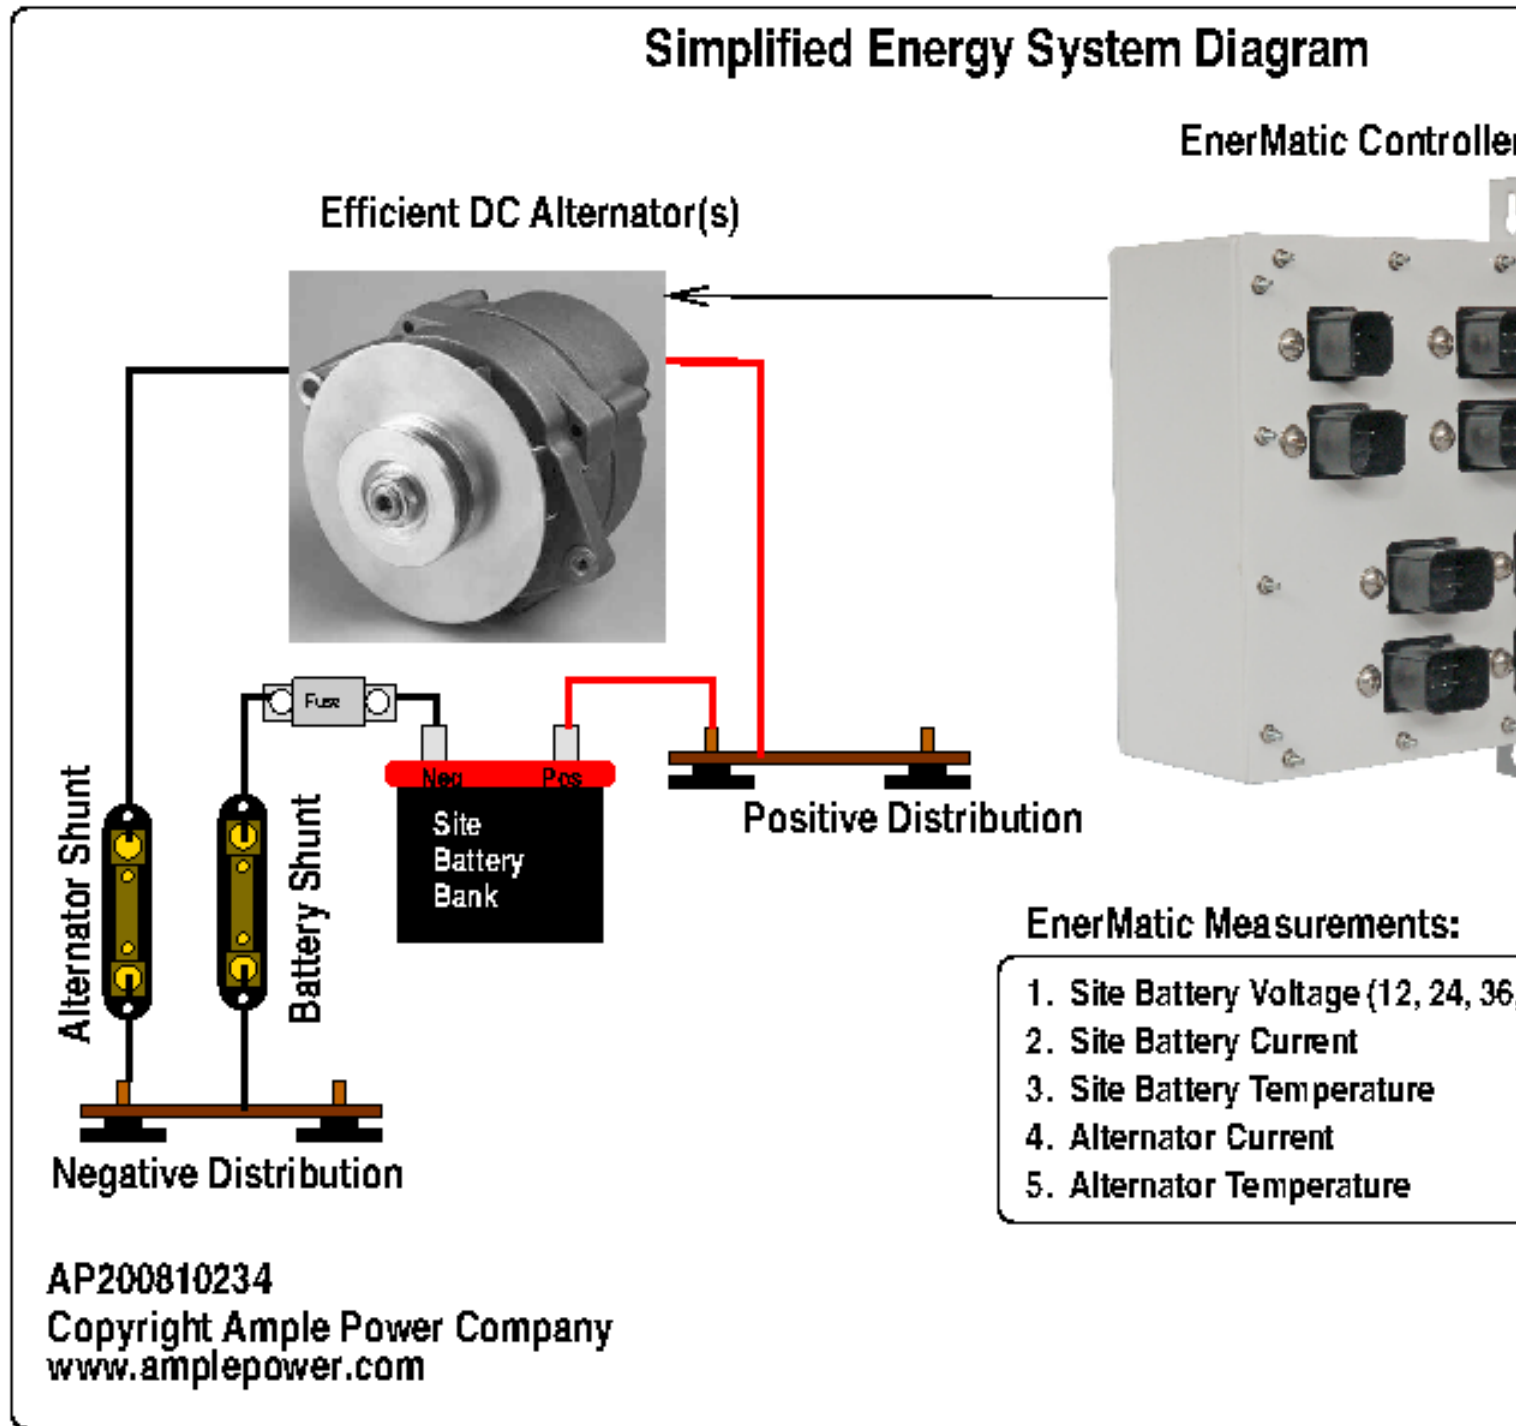 Simplified Energy System Diagram
EnerMatic Controller
Efficient DC Alternator(s)
Fuse
Neg Pos
Site
Battery
Bank
Positive Distribution
Alternator Shunt
Battery Shunt
Negative Distribution
EnerMatic Measurements:
1. Site Battery Voltage (12, 24, 36,
2. Site Battery Current
3. Site Battery Temperature
4. Alternator Current
5. Alternator Temperature
AP200810234
Copyright Ample Power Company
www.amplepower.com